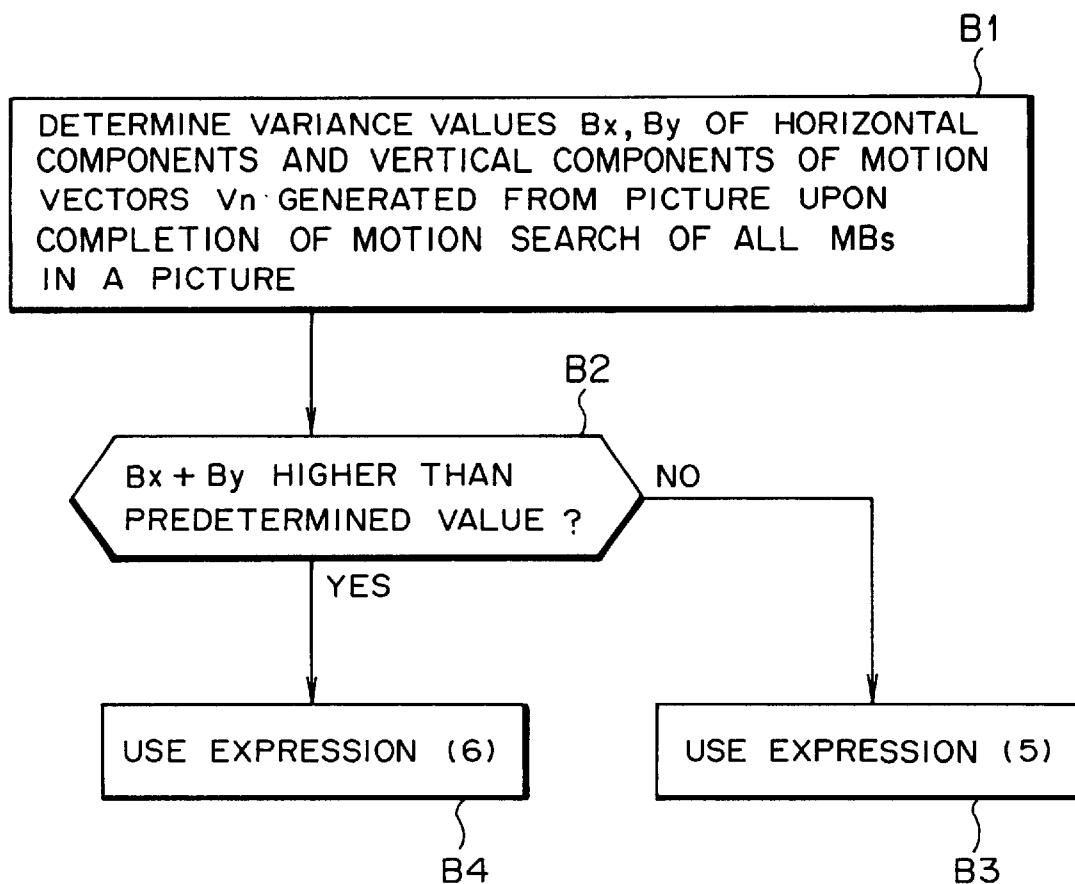 B1
DETERMINE VARIANCE VALUES Bx, By OF HORIZONTAL
COMPONENTS AND VERTICAL COMPONENTS OF MOTION
VECTORS Vn GENERATED FROM PICTURE UPON
COMPLETION OF MOTION SEARCH OF ALL MBs
IN A PICTURE
B2
Bx + By HIGHER THAN
PREDETERMINED VALUE ?
NO
YES
USE EXPRESSION (6)
USE EXPRESSION (5)
B4
B3